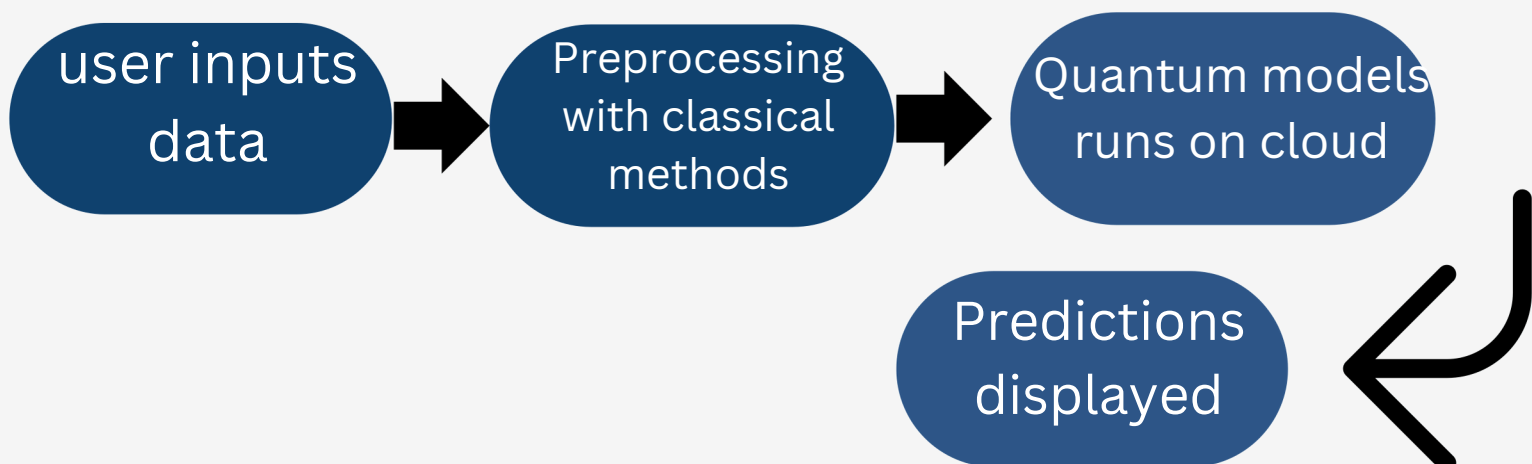 user inputs
data
Preprocessing
with classical
methods
Quantum models
runs on cloud
Predictions
displayed